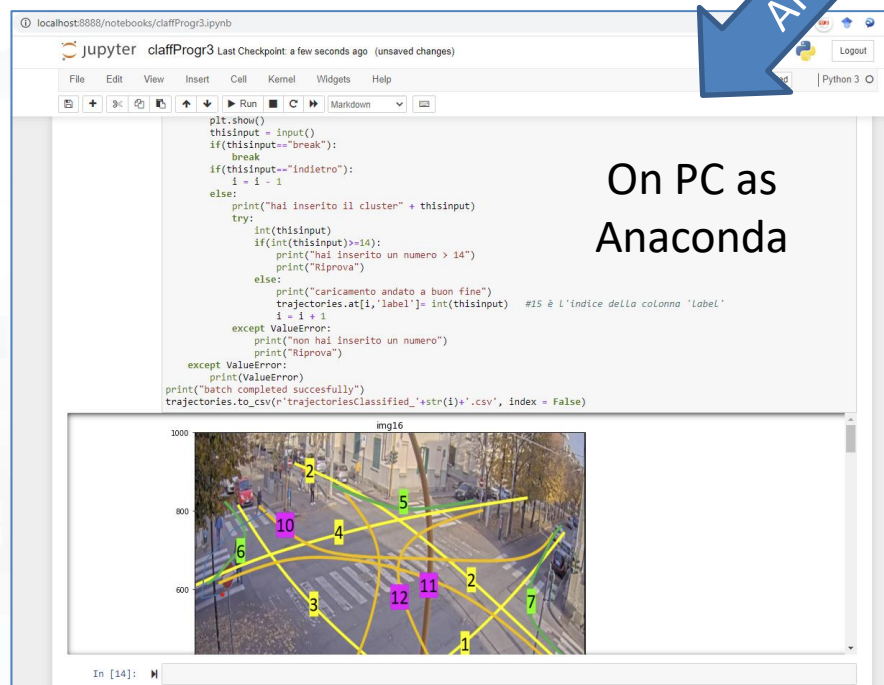 localhost:8888/notebooks/claffProgr3.ipynb
jupyter claffProgr3 Last Checkpoint: a few seconds ago (unsaved changes)
Logout
File Edit View Insert Cell Kernel Widgets Help
Python 3
Run Markdown
plt.show()
thisinput = input()
if(thisinput=="break"):
break
if(thisinput=="indietro"):
i = i - 1
else:
print("hai inserito il cluster" + thisinput)
try:
int(thisinput)
if(int(thisinput)>=14):
print("hai inserito un numero > 14")
print("Riprova")
else:
print("caricamento andato a buon fine")
trajectories.at[i,'label']= int(thisinput) #15 è l'indice della colonna 'label'
i = i + 1
except ValueError:
print("non hai inserito un numero")
print("Riprova")
except ValueError:
print(ValueError)
print("batch completed succesfully")
trajectories.to_csv(r'trajectoriesClassified_'+str(i)+'.csv', index = False)
On PC as
Anaconda
img16
1000
800
600
2
5
10
4
6
2
11
12
3
7
1
In [14]: